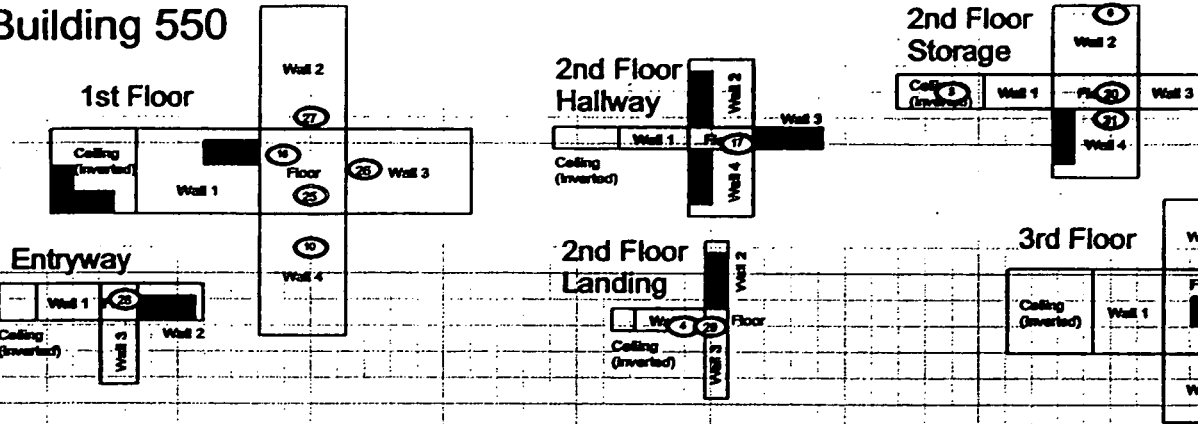 Building 550
1st Floor
Wall 2
27
Ceiling
(Inverted)
Wall 1
16
Floor
25
26
Wall 3
10
Wall 4
Entryway
Wall 1
28
Ceiling
(Inverted)
Wall 3
Wall 2
2nd Floor
Hallway
Wall 2
Wall 3
Wall 1
17
Ceiling
(Inverted)
Wall 4
2nd Floor
Landing
Wall 2
4
29
Floor
Ceiling
(Inverted)
Wall 3
2nd Floor
Storage
6
Wall 2
Ceiling
(Inverted)
3
Wall 1
20
Wall 3
21
Wall 4
3rd Floor
Ceiling
(Inverted)
Wall 1